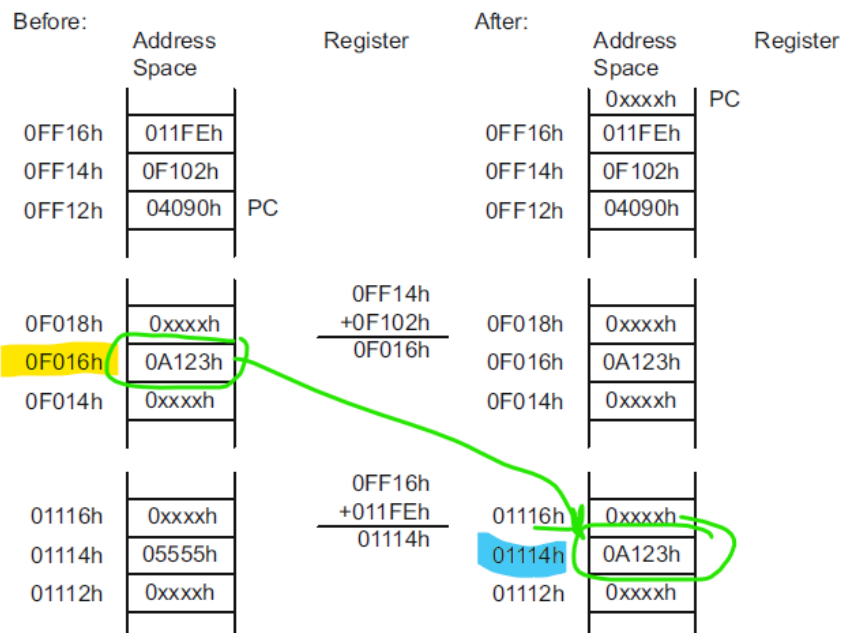 Before:
Address Space
Register
After:
Address Space
Register
0xxxxh PC
0FF16h 011FEh
0FF16h 011FEh
0FF14h 0F102h
0FF14h 0F102h
0FF12h 04090h PC
0FF12h 04090h
0FF14h
0F018h 0xxxxh
+0F102h
0F018h 0xxxxh
0F016h 0A123h
0F016h
0F016h 0A123h
0F014h 0xxxxh
0F014h 0xxxxh
0FF16h
01116h 0xxxxh
+011FEh
01116h 0xxxxh
01114h 05555h
01114h
01114h 0A123h
01112h 0xxxxh
01112h 0xxxxh